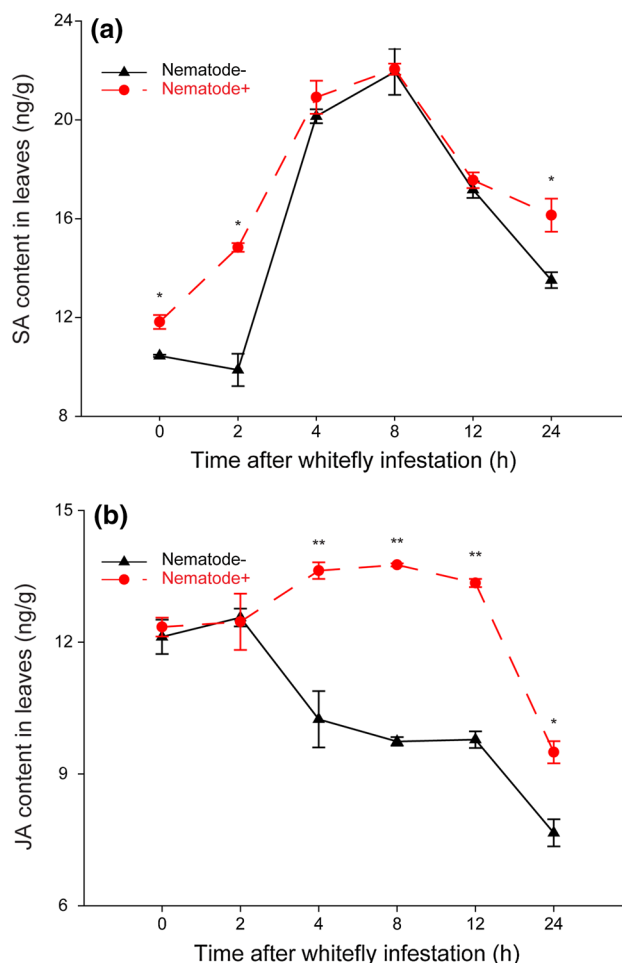 (a)
24
20
16
12
8
SA content in leaves (ng/g)
Nematode-
Nematode+
*
*
*
0 2 4 8 12 24
Time after whitefly infestation (h)
(b)
15
12
9
6
JA content in leaves (ng/g)
Nematode-
Nematode+
** ** **
*
0 2 4 8 12 24
Time after whitefly infestation (h)